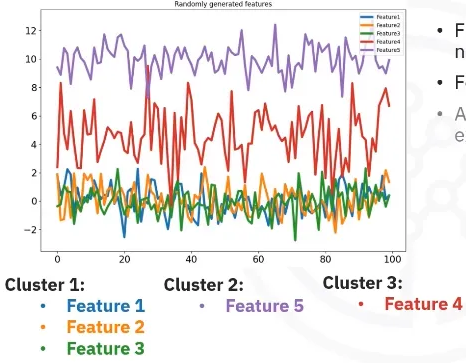 Randomly generated features
Feature1
Feature2
Feature3
Feature4
Feature5
12
10
8
6
4
2
0
−2
0 20 40 60 80 100
Cluster 1:
• Feature 1
• Feature 2
• Feature 3
Cluster 2:
• Feature 5
Cluster 3:
• Feature 4
• F
n
• F
• A
e